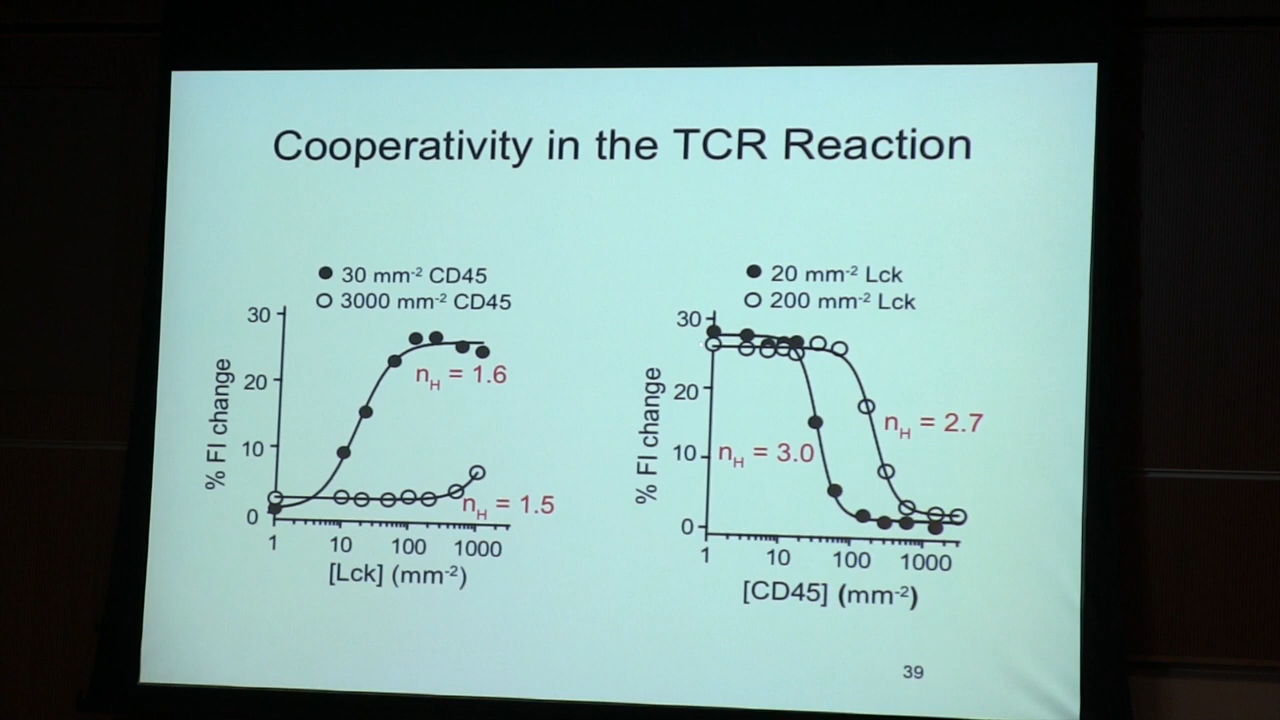 Cooperativity in the TCR Reaction
30 mm-2 CD45
3000 mm-2 CD45
30
20
10
0
% FI change
nH = 1.6
nH = 1.5
1 10 100 1000
[Lck] (mm-2)
20 mm-2 Lck
200 mm-2 Lck
30
20
10
0
% FI change
nH = 2.7
nH = 3.0
1 10 100 1000
[CD45] (mm-2)
39